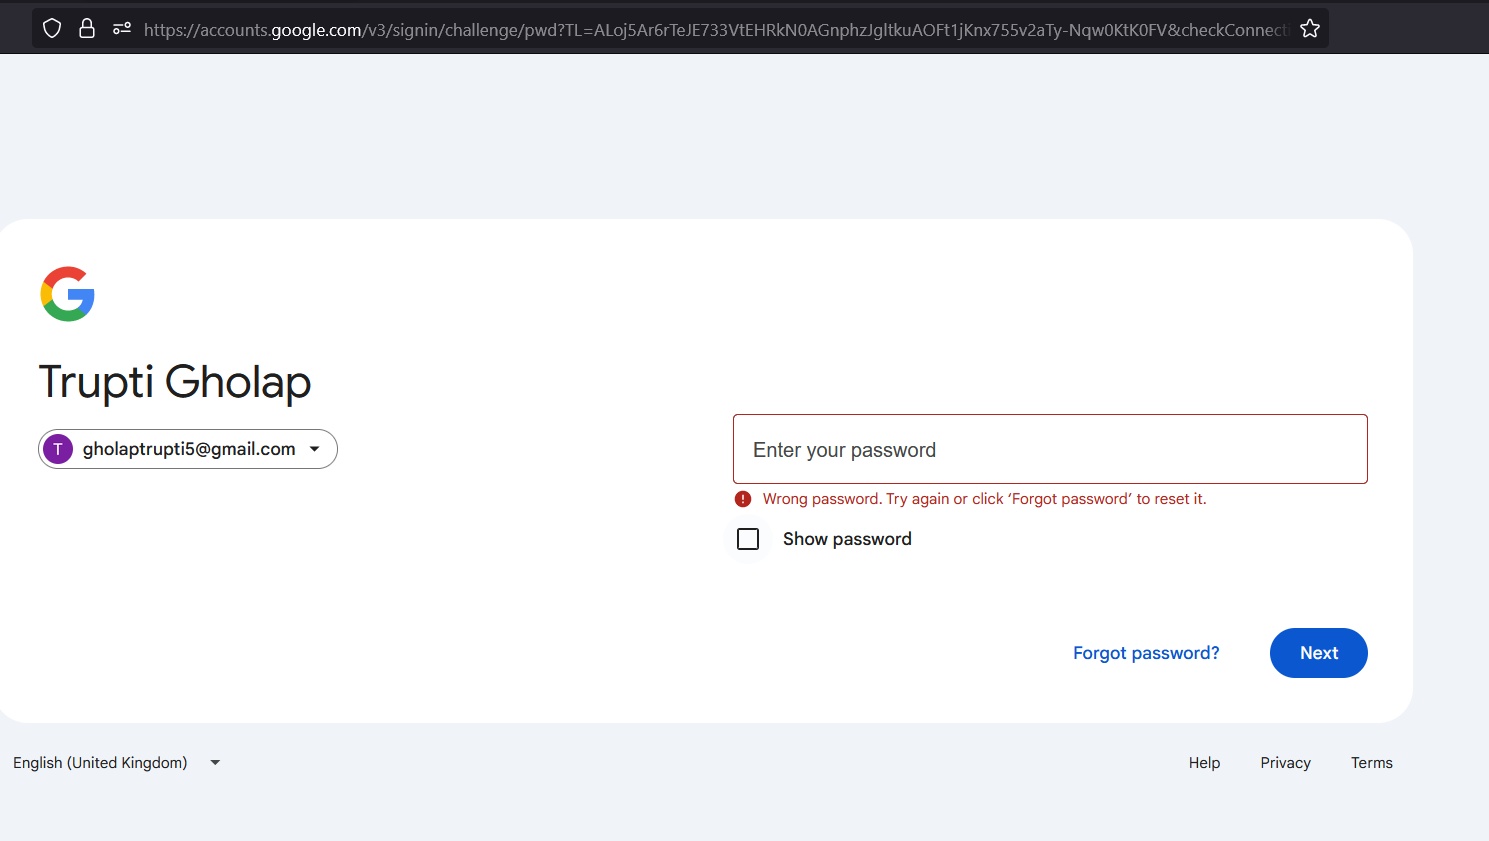 https://accounts.google.com/v3/signin/challenge/pwd?TL=ALoj5Ar6rTeJE733VtEHRkN0AGnphzJgltkuAOFt1jKnx755v2aTy-Nqw0KtK0FV&checkConnecti
Trupti Gholap
T gholaptrupti5@gmail.com
Enter your password
Wrong password. Try again or click ‘Forgot password’ to reset it.
Show password
Forgot password?
Next
English (United Kingdom)
Help Privacy Terms